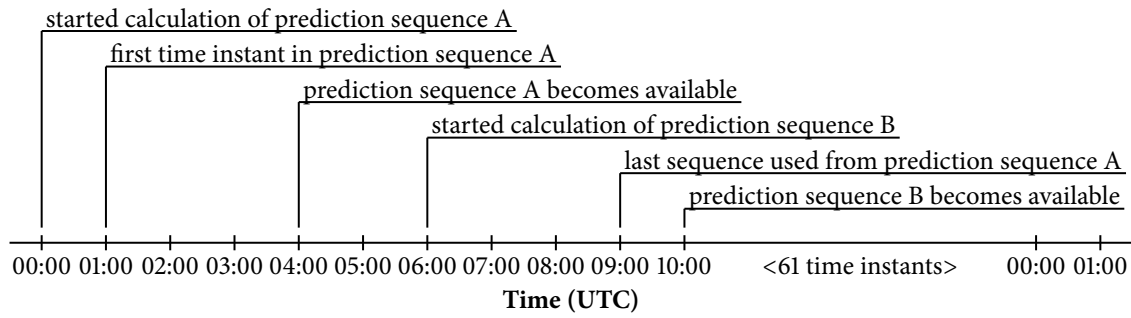 started calculation of prediction sequence A
first time instant in prediction sequence A
prediction sequence A becomes available
started calculation of prediction sequence B
last sequence used from prediction sequence A
prediction sequence B becomes available
00:00 01:00 02:00 03:00 04:00 05:00 06:00 07:00 08:00 09:00 10:00 <61 time instants> 00:00 01:00
Time (UTC)